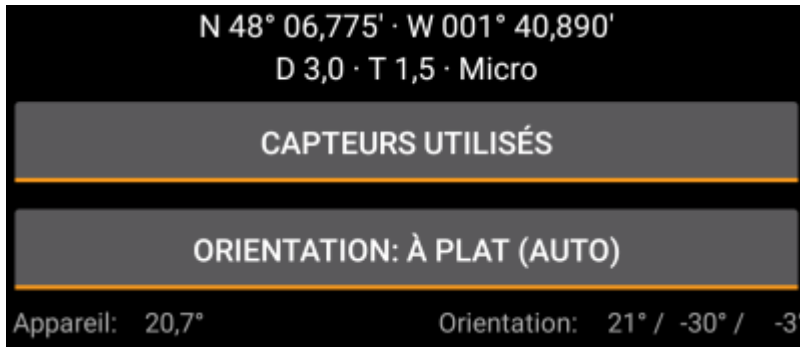 N 48° 06,775' · W 001° 40,890'
D 3,0 · T 1,5 · Micro
CAPTEURS UTILISÉS
ORIENTATION: À PLAT (AUTO)
Appareil: 20,7° Orientation: 21° / -30° / -3°